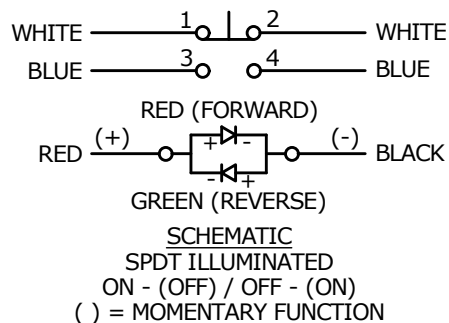 WHITE 1 2 WHITE
BLUE 3 4 BLUE
RED (FORWARD)
RED (+) + - (-) BLACK
- +
GREEN (REVERSE)
SCHEMATIC
SPDT ILLUMINATED
ON - (OFF) / OFF - (ON)
( ) = MOMENTARY FUNCTION